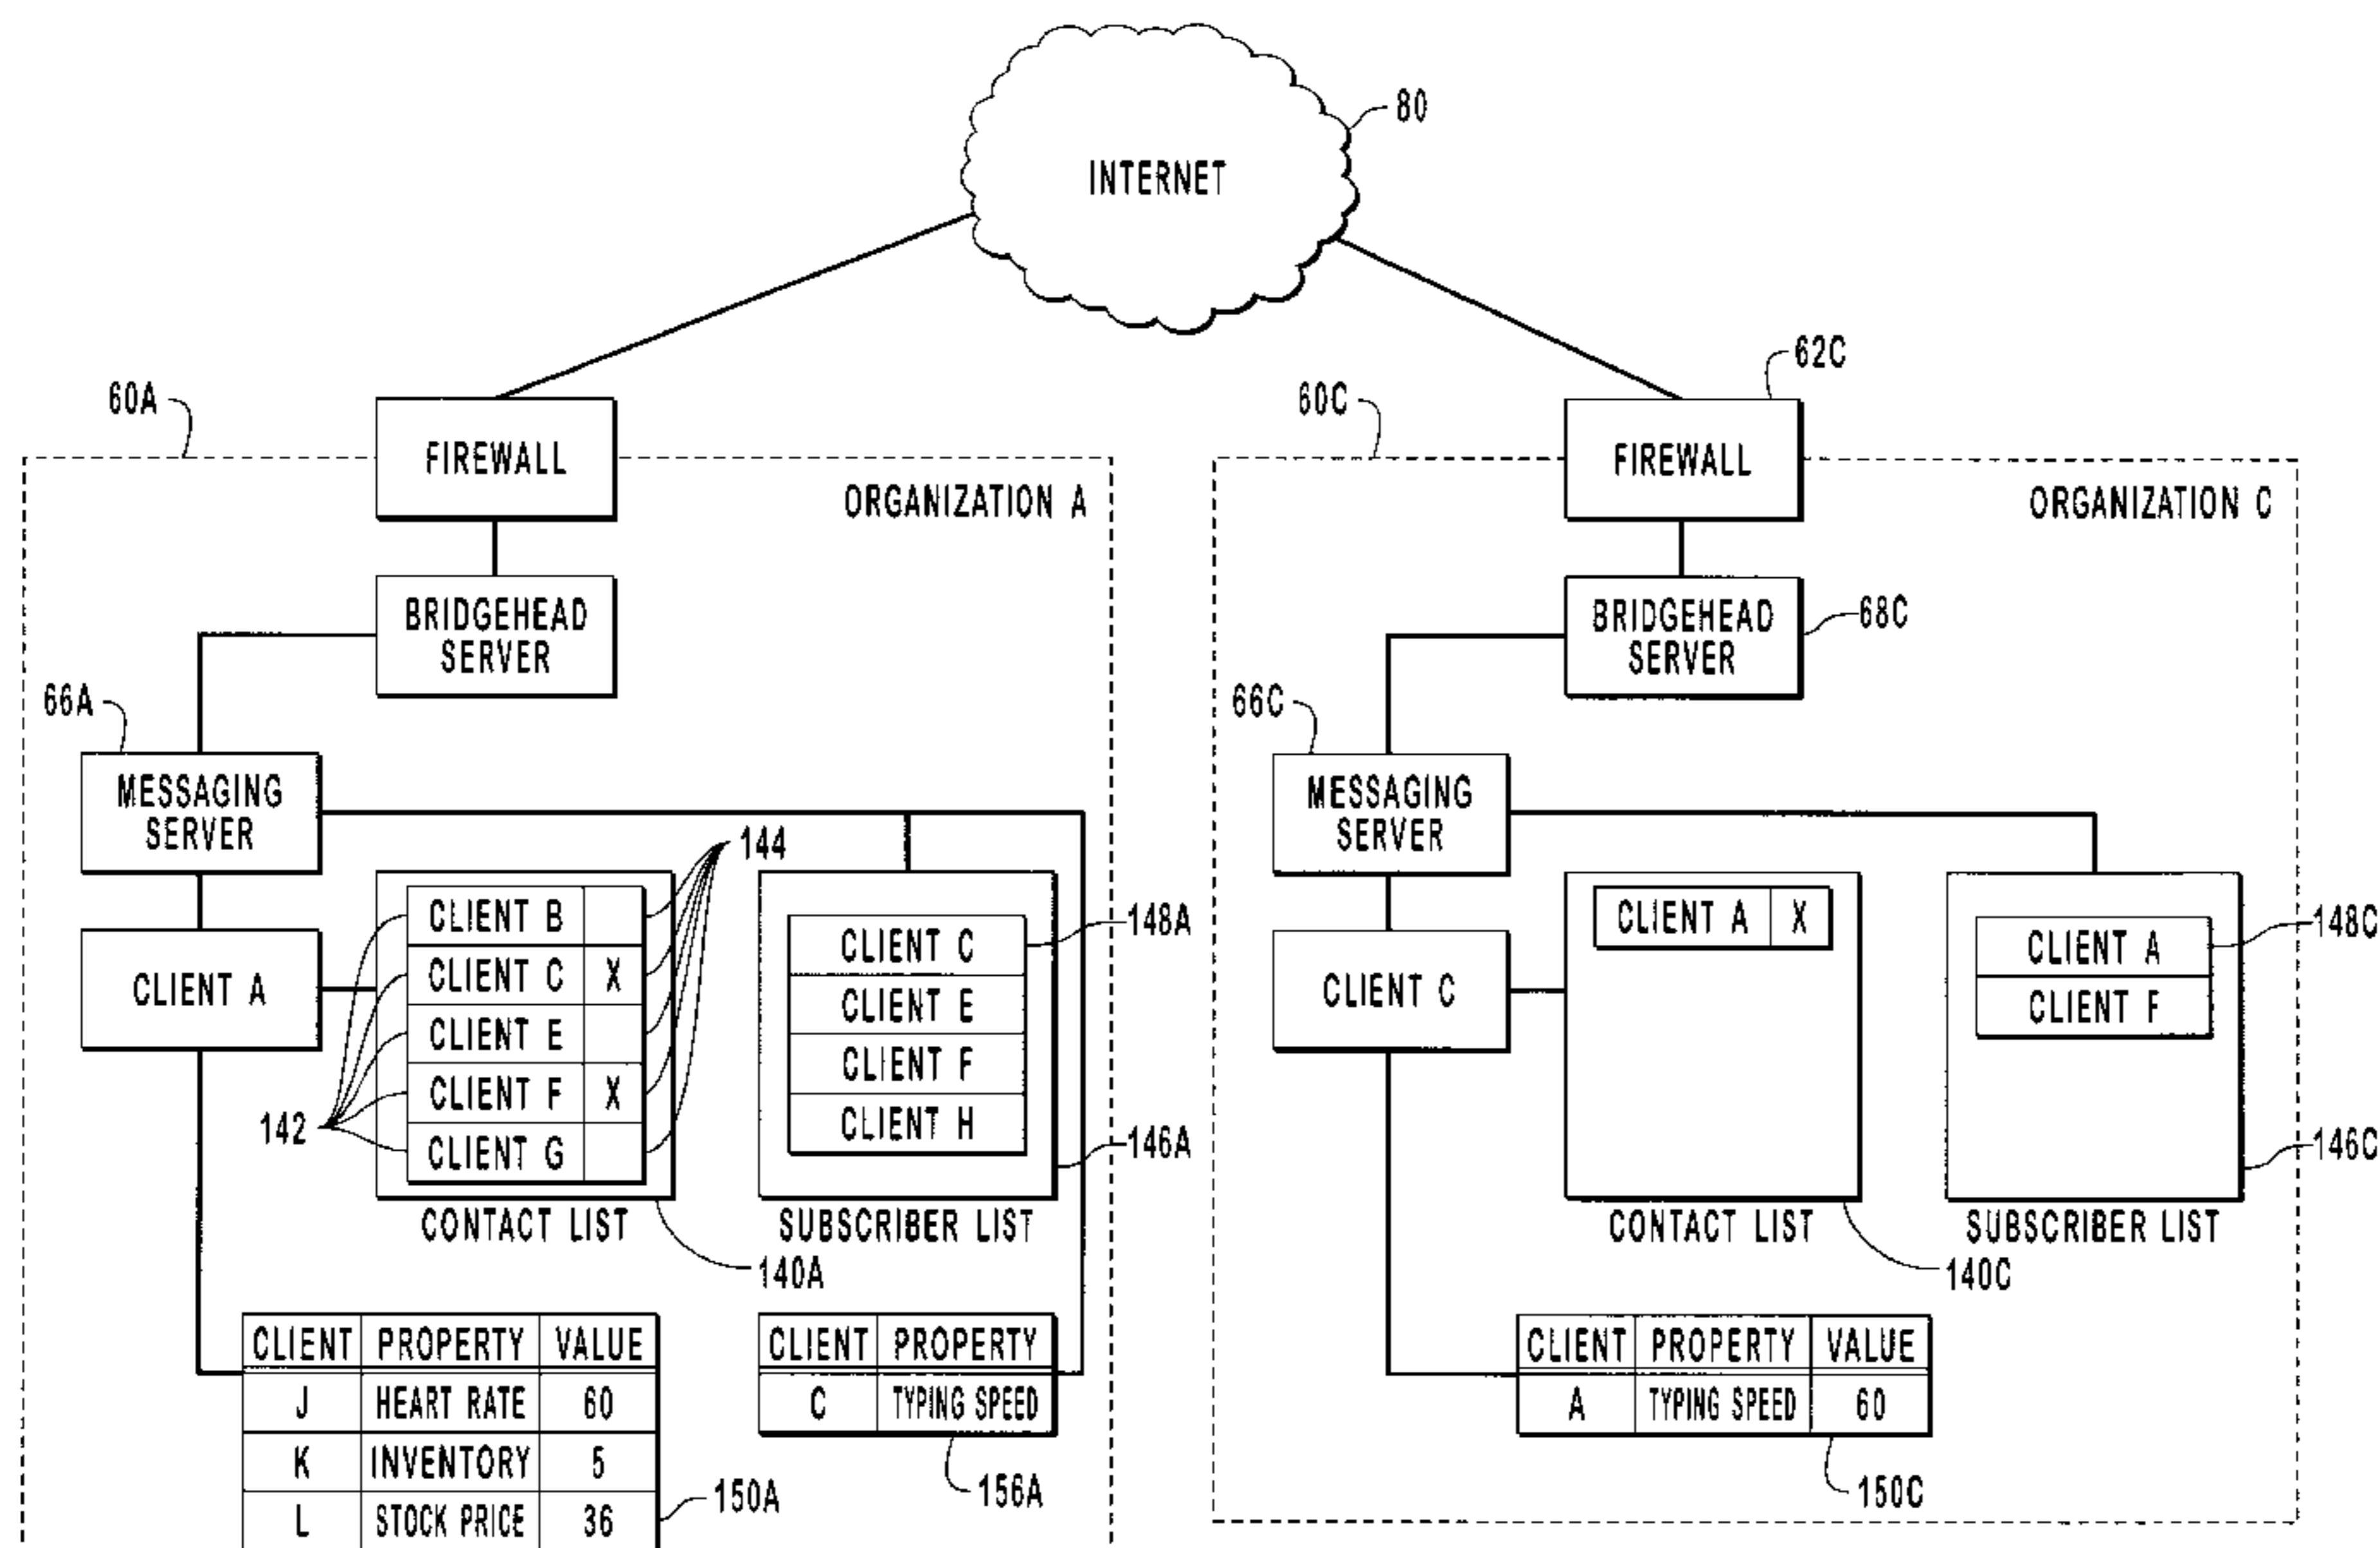 80
INTERNET
62C
60A
60C
FIREWALL
FIREWALL
ORGANIZATION A
ORGANIZATION C
BRIDGEHEAD
SERVER
68C
BRIDGEHEAD
SERVER
66A
66C
MESSAGING
SERVER
MESSAGING
SERVER
144
CLIENT A
142
CLIENT B
CLIENT C X
CLIENT E
CLIENT F X
CLIENT G
CONTACT LIST
140A
148A
CLIENT C
CLIENT E
CLIENT F
CLIENT H
146A
SUBSCRIBER LIST
CLIENT C
CLIENT A X
CONTACT LIST
140C
148C
CLIENT A
CLIENT F
146C
SUBSCRIBER LIST
CLIENT PROPERTY VALUE
J HEART RATE 60
K INVENTORY 5
L STOCK PRICE 36
150A
CLIENT PROPERTY
C TYPING SPEED
156A
CLIENT PROPERTY VALUE
A TYPING SPEED 60
150C